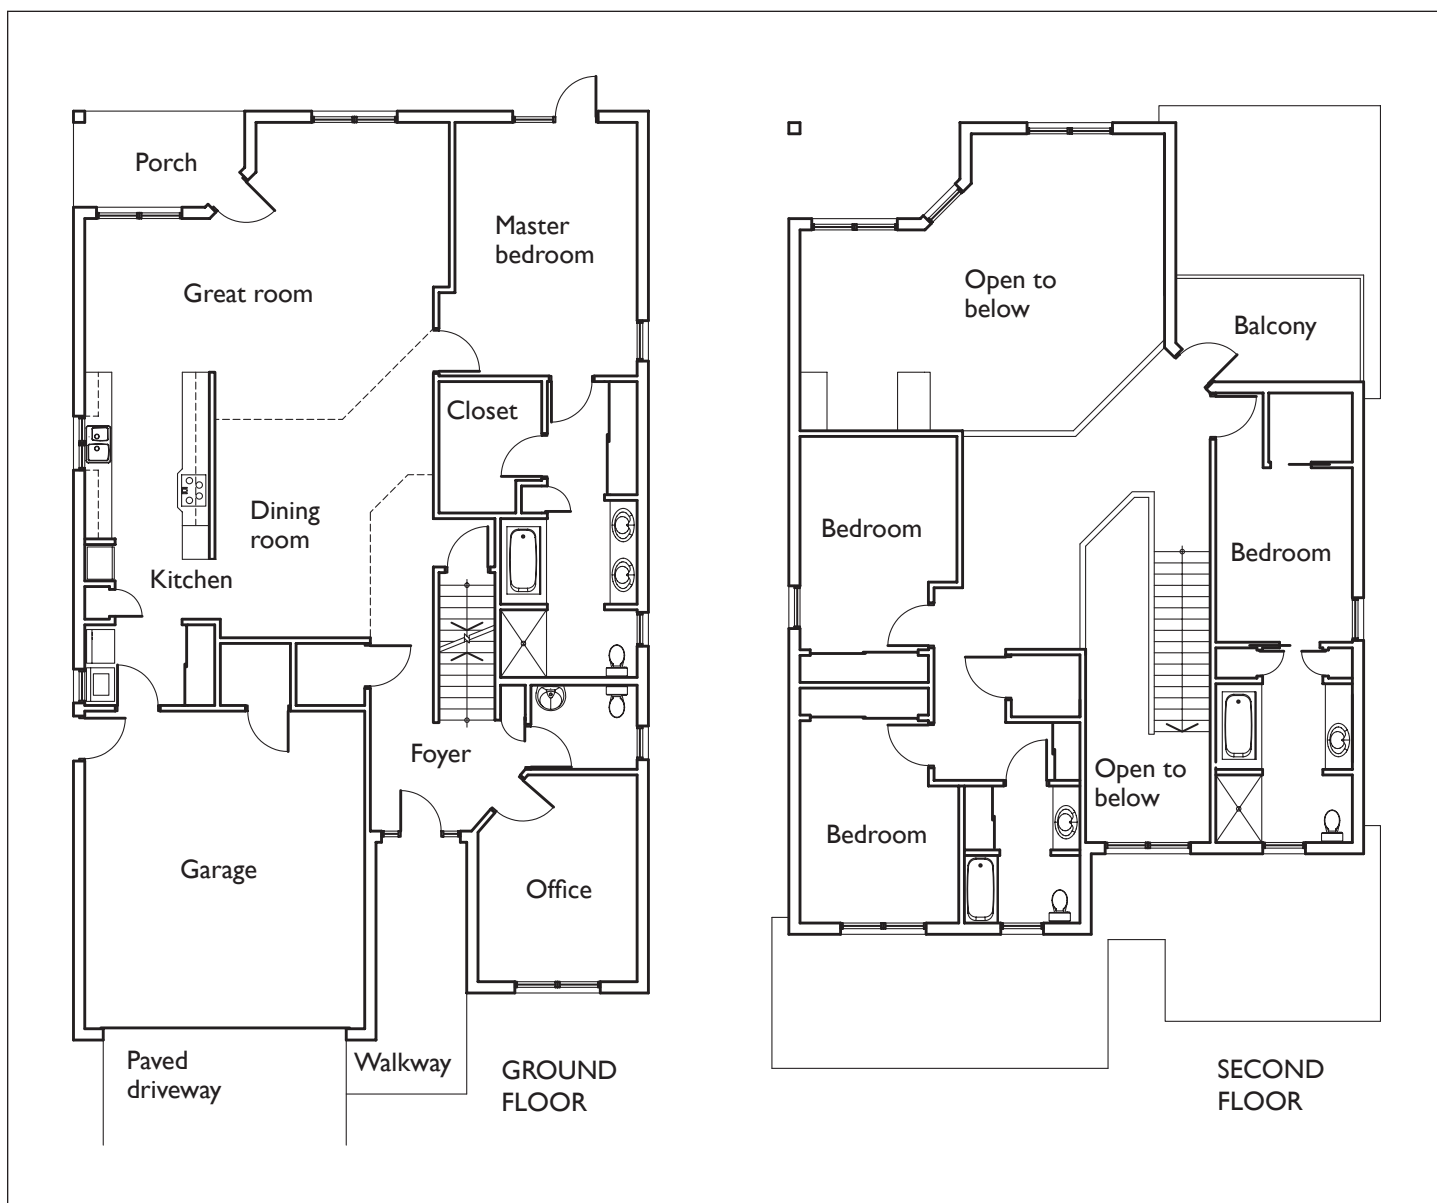 Porch
Master
bedroom
Great room
Closet
Dining
room
Kitchen
Foyer
Garage
Office
Paved
driveway
Walkway
GROUND
FLOOR
Open to
below
Balcony
Bedroom
Bedroom
Open to
below
Bedroom
SECOND
FLOOR